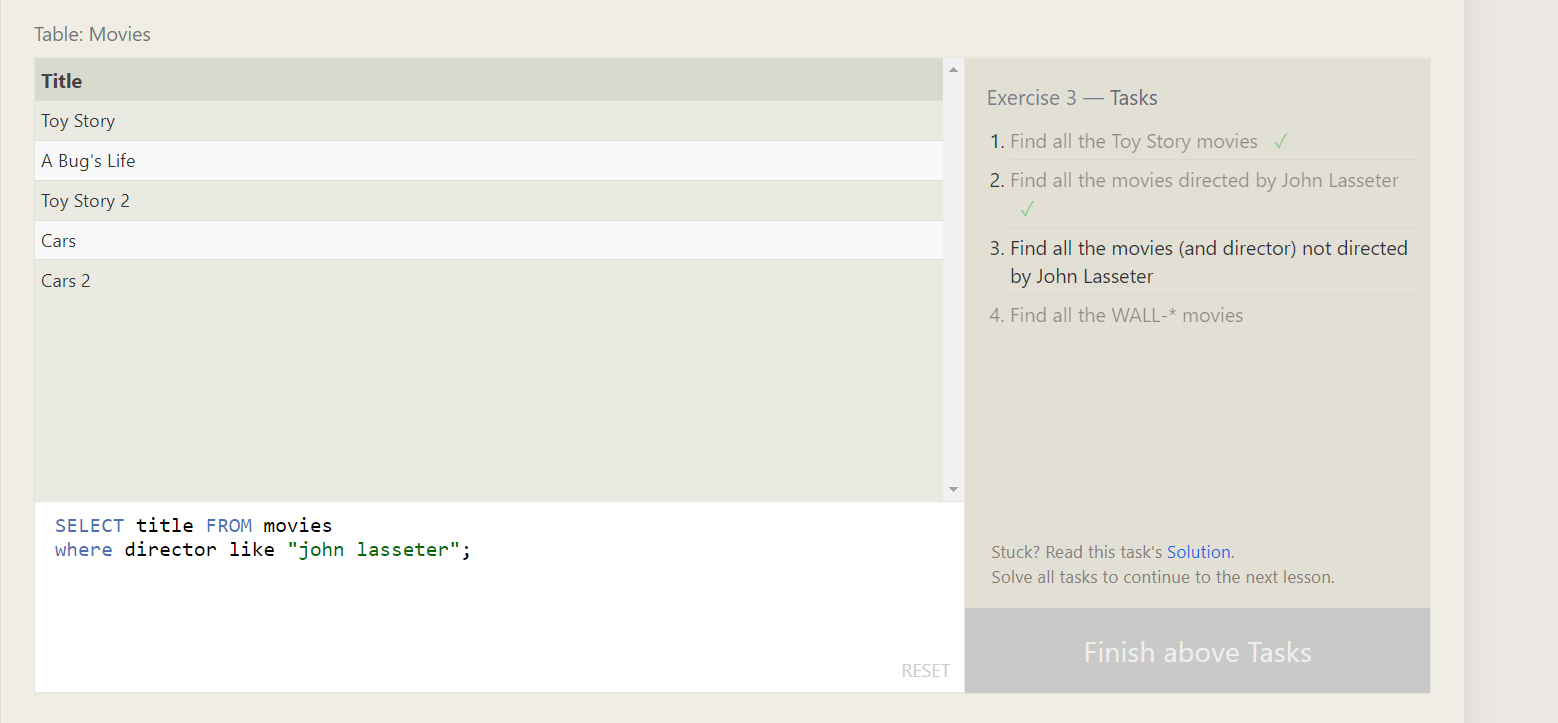 Table: Movies
Title
Toy Story
A Bug's Life
Toy Story 2
Cars
Cars 2
SELECT title FROM movies
where director like "john lasseter";
RESET
Exercise 3 — Tasks
1. Find all the Toy Story movies ✓
2. Find all the movies directed by John Lasseter
✓
3. Find all the movies (and director) not directed
by John Lasseter
4. Find all the WALL-* movies
Stuck? Read this task's Solution.
Solve all tasks to continue to the next lesson.
Finish above Tasks